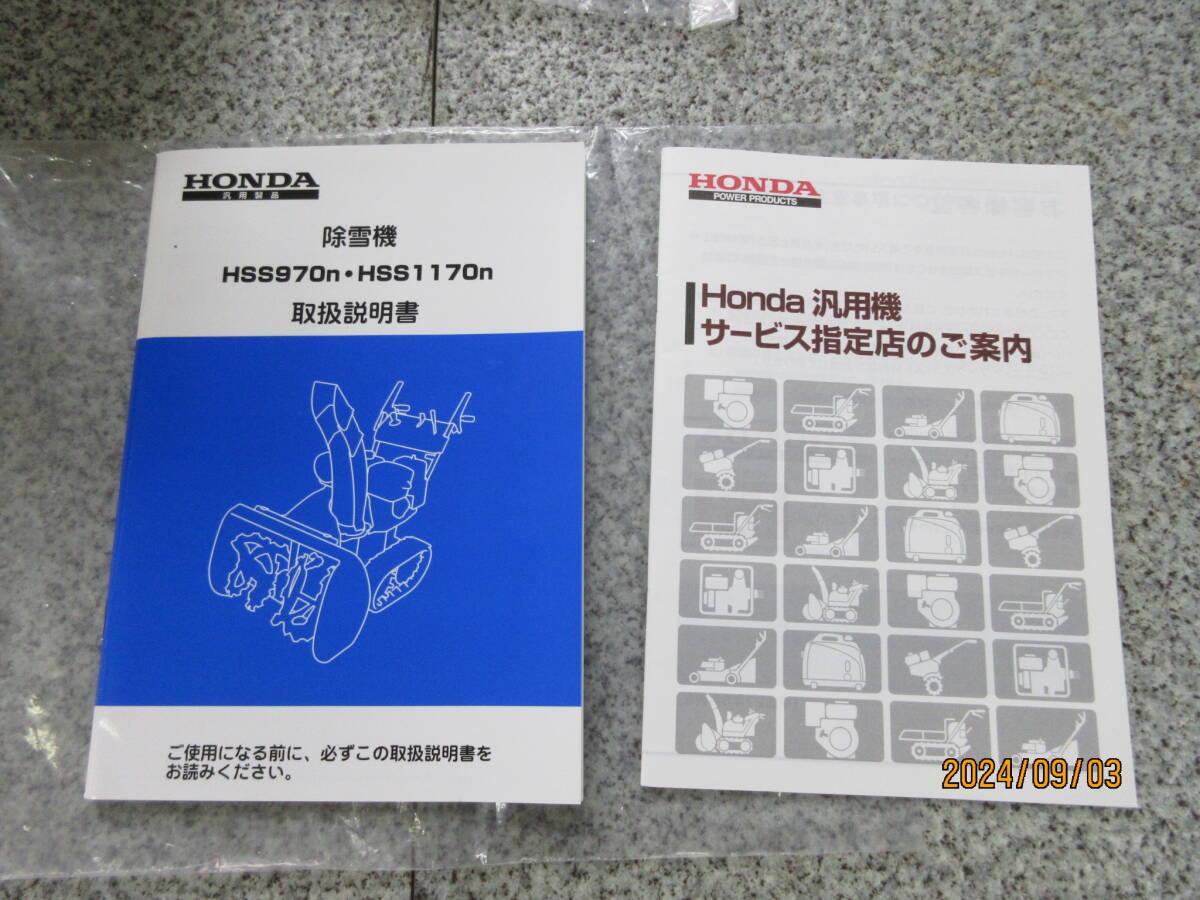 HONDA
汎用製品
除雪機
HSS970n・HSS1170n
取扱説明書
ご使用になる前に、必ずこの取扱説明書を
お読みください。
HONDA
POWER PRODUCTS
Honda 汎用機
サービス指定店のご案内
2024/09/03